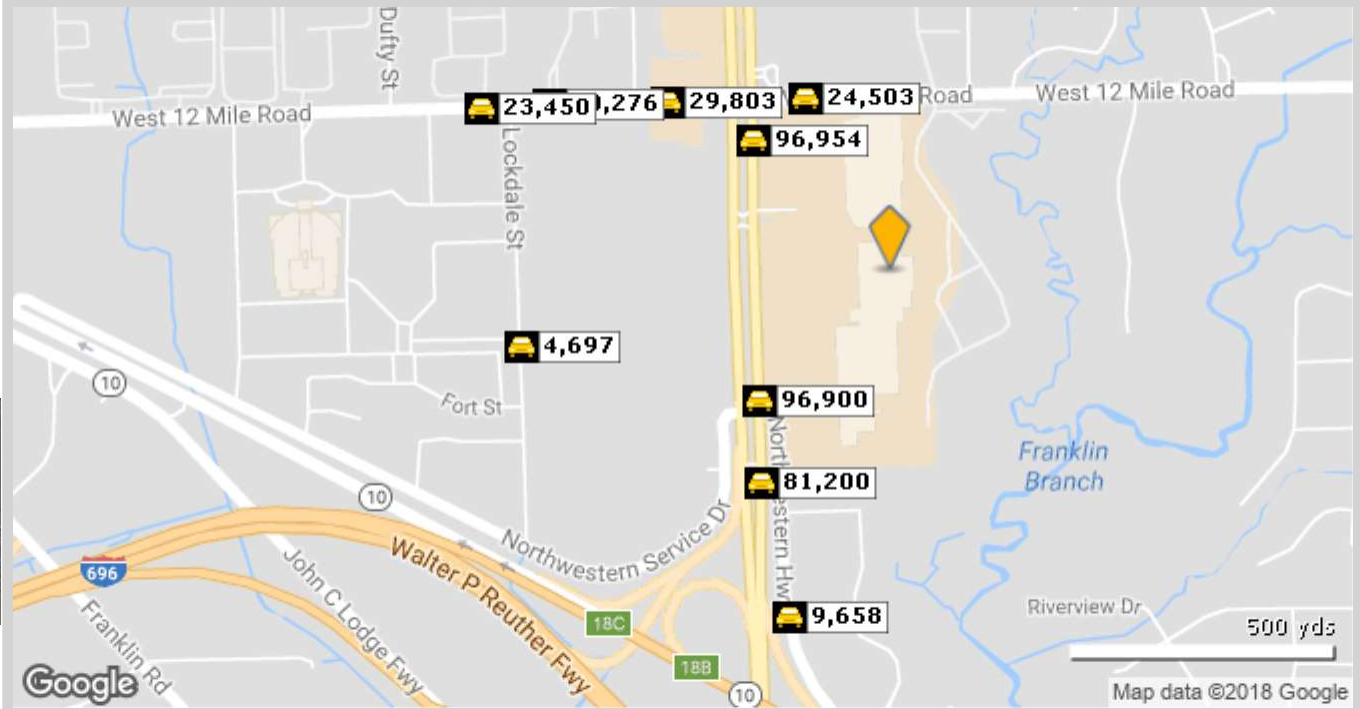 Dufty St
23,450
,276
29,803
24,503
Road
West 12 Mile Road
West 12 Mile Road
96,954
Lockdale St
4,697
10
Fort St
96,900
Franklin
Branch
81,200
10
Northwestern Service Dr
Walter P Reuther Fwy
696
John C Lodge Fwy
Franklin Rd
18C
9,658
Riverview Dr
500 yds
18B
10
Google
Map data ©2018 Google